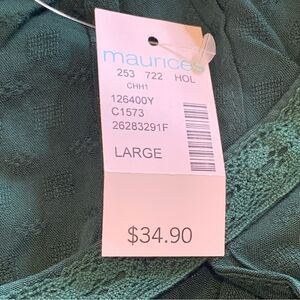 maurices
253 722 HOL
CHH1
126400Y
C1573
26283291F
LARGE
$34.90